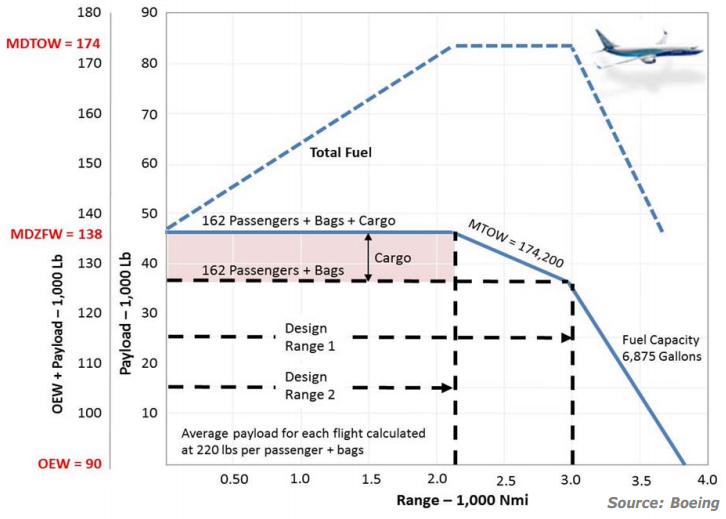 180
90
MDTOW = 174
170
80
160
70
150
60
140
50
MDZFW = 138
130
40
120
30
110
20
100
10
OEW = 90
OEW + Payload – 1,000 Lb
Payload – 1,000 Lb
Total Fuel
162 Passengers + Bags + Cargo
MTOW = 174,200
Cargo
162 Passengers + Bags
Design
Range 1
Fuel Capacity
6,875 Gallons
Design
Range 2
Average payload for each flight calculated
at 220 lbs per passenger + bags
0.50 1.0 1.5 2.0 2.5 3.0 3.5 4.0
Range – 1,000 Nmi
Source: Boeing